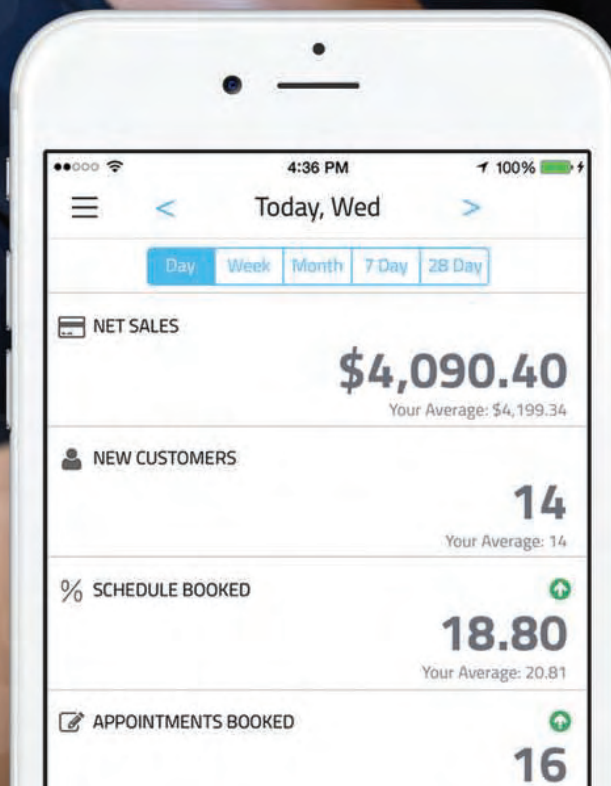 4:36 PM 100%
< Today, Wed >
Day Week Month 7 Day 28 Day
NET SALES
$4,090.40
Your Average: $4,199.34
NEW CUSTOMERS
14
Your Average: 14
% SCHEDULE BOOKED
18.80
Your Average: 20.81
APPOINTMENTS BOOKED
16